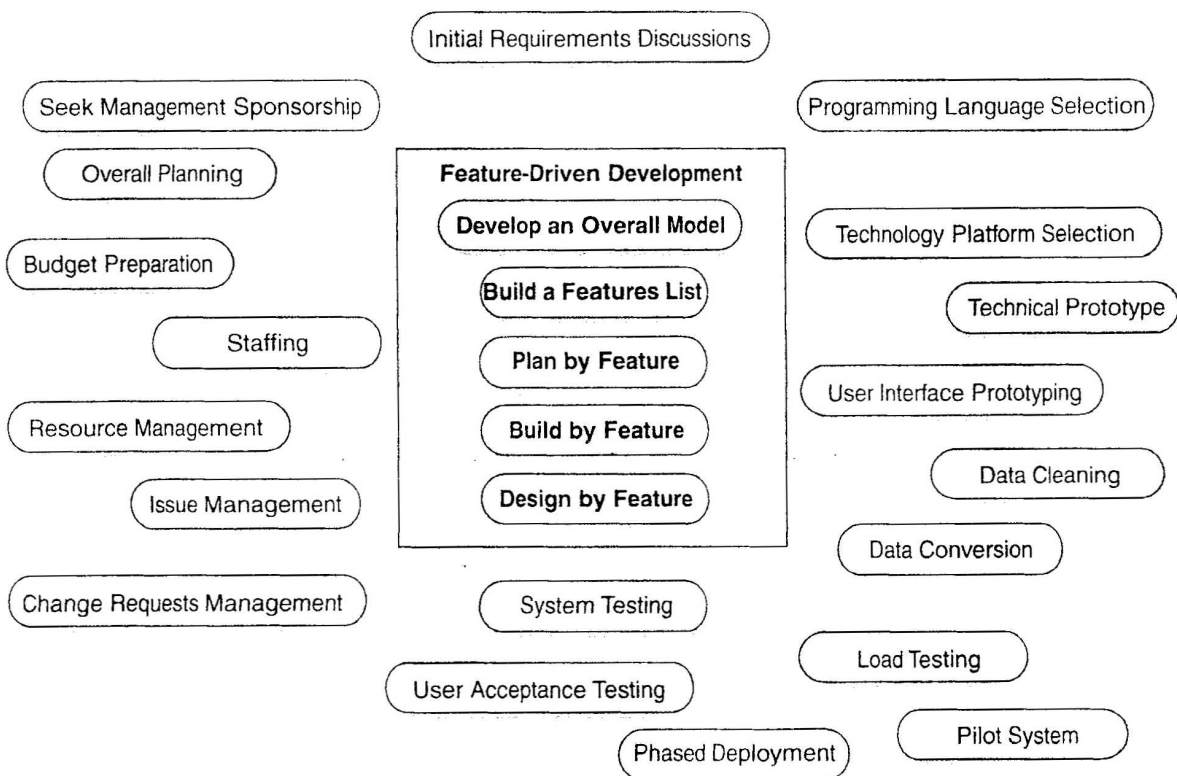 Initial Requirements Discussions
Seek Management Sponsorship
Programming Language Selection
Overall Planning
Feature-Driven Development
Develop an Overall Model
Technology Platform Selection
Budget Preparation
Build a Features List
Technical Prototype
Staffing
Plan by Feature
User Interface Prototyping
Resource Management
Build by Feature
Data Cleaning
Issue Management
Design by Feature
Data Conversion
Change Requests Management
System Testing
Load Testing
User Acceptance Testing
Pilot System
Phased Deployment